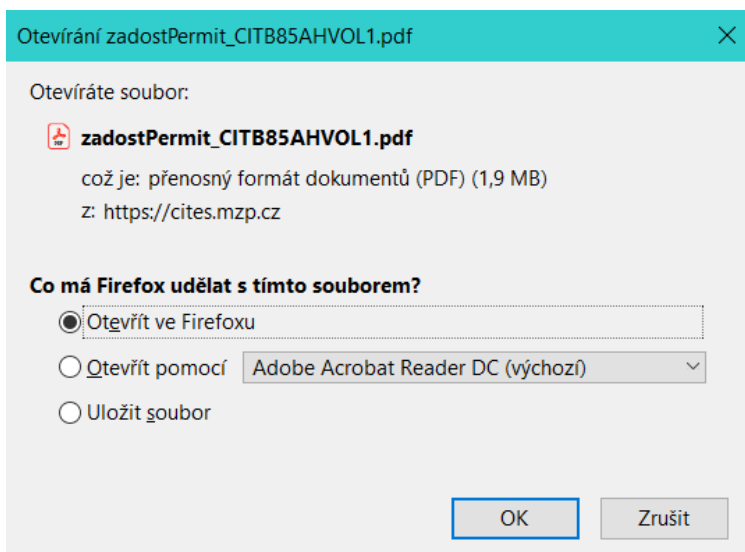 Otevírání zadostPermit_CITB85AHVOL1.pdf
Otevíráte soubor:
zadostPermit_CITB85AHVOL1.pdf
což je: přenosný formát dokumentů (PDF) (1,9 MB)
z: https://cites.mzp.cz
Co má Firefox udělat s tímto souborem?
Otevřít ve Firefoxu
Otevřít pomocí Adobe Acrobat Reader DC (výchozí)
Uložit soubor
OK Zrušit